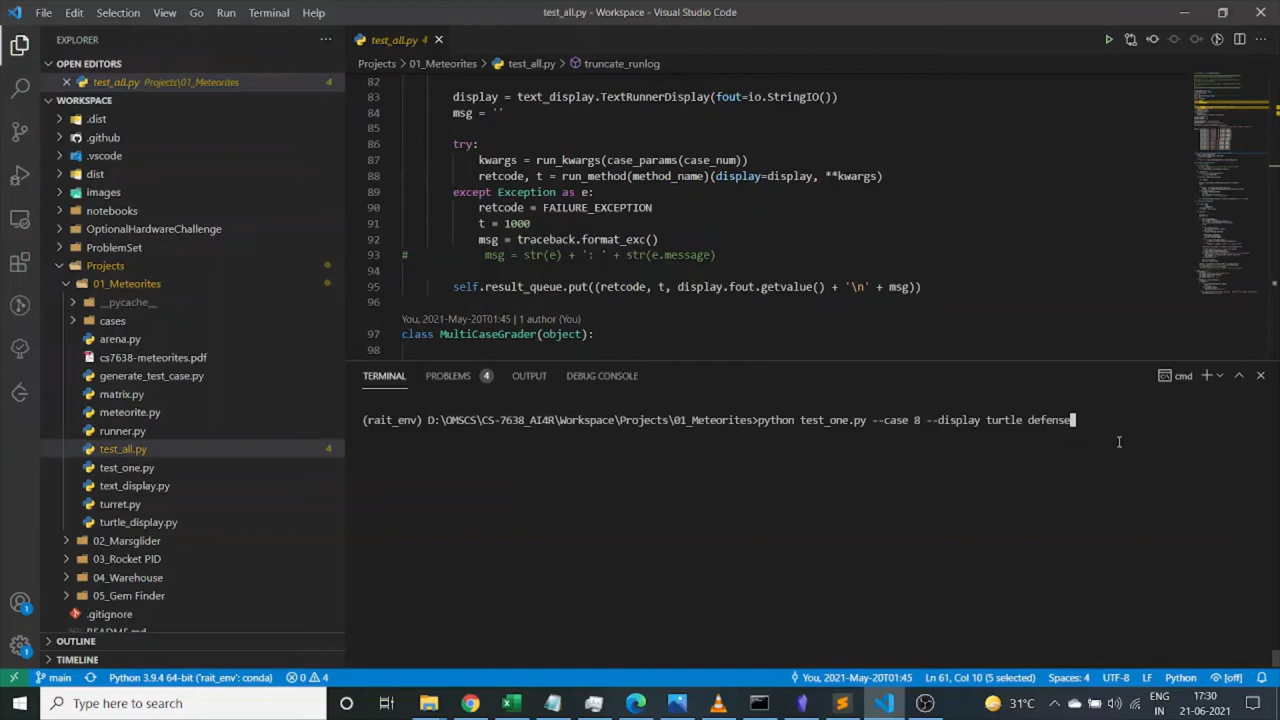 File Edit Selection View Go Run Terminal Help
test_all.py - Workspace - Visual Studio Code
EXPLORER
OPEN EDITORS
test_all.py Projects\01_Meteorites 4
WORKSPACE
.dist
.github
.vscode
dist
images
notebooks
OptionalHardwareChallenge
ProblemSet
Projects
01_Meteorites
__pycache__
cases
arena.py
cs7638-meteorites.pdf
generate_test_case.py
matrix.py
meteorite.py
runner.py
test_all.py 4
test_one.py
text_display.py
turret.py
turtle_display.py
02_Marsglider
03_Rocket PID
04_Warehouse
05_Gem Finder
.gitignore
README.md
OUTLINE
TIMELINE
test_all.py 4
Projects > 01_Meteorites > test_all.py > truncate_runlog
82
83 display = text_display.TextRunnerDisplay(fout=io.StringIO())
84 msg = ''
85
86 try:
87 kwargs = run_kwargs(case_params(case_num))
88 retcode, t = run_method(method_name)(display=display, **kwargs)
89 except Exception as e:
90 retcode = FAILURE_EXCEPTION
91 t = 1000
92 msg = traceback.format_exc()
93 # msg = str(e) + ': ' + str(e.message)
94
95 self.result_queue.put((retcode, t, display.fout.getvalue() + '\n' + msg))
96
You, 2021-May-20T01:45 | 1 author (You)
97 class MultiCaseGrader(object):
98
TERMINAL PROBLEMS 4 OUTPUT DEBUG CONSOLE
cmd
(rait_env) D:\OMSCS\CS-7638_AI4R\Workspace\Projects\01_Meteorites>python test_one.py --case 8 --display turtle defense
1
1
main
Python 3.9.4 64-bit ('rait_env': conda)
0 4
You, 2021-May-20T01:45 Ln 61, Col 10 (5 selected) Spaces: 4 UTF-8 LF Python [off]
Type here to search
31°C
ENG
IN
17:30
21-06-2021